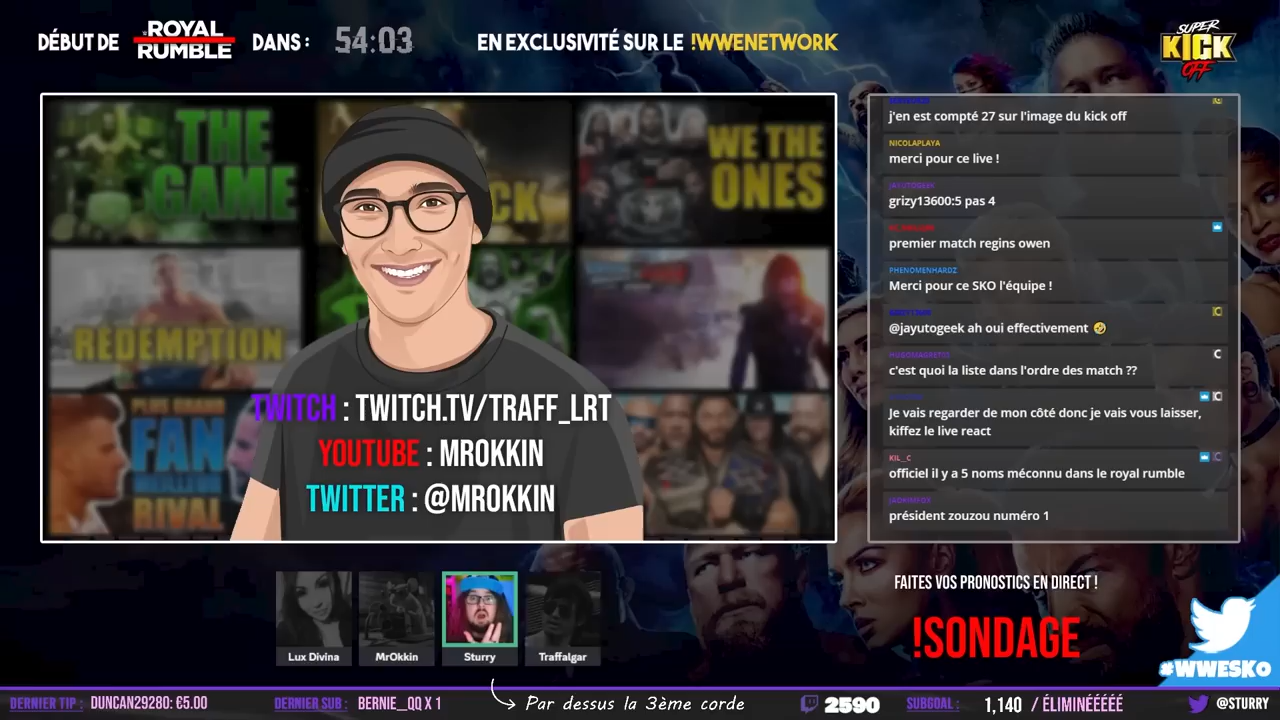 DÉBUT DE ROYAL RUMBLE DANS : 54:03 EN EXCLUSIVITÉ SUR LE !WWENETWORK
SUPER
KICK
OFF
THE
GAME
CK
WE THE
ONES
REDEMPTION
PLUS GRAND
FAN
RIVAL
TWITCH : TWITCH.TV/TRAFF_LRT
YOUTUBE : MROKKIN
TWITTER : @MROKKIN
j'en est compté 27 sur l'image du kick off
NICOLAPLAYA
merci pour ce live !
JAYUTOGEEK
grizy13600:5 pas 4
premier match regins owen
PHENOMENHARDZ
Merci pour ce SKO l'équipe !
@jayutogeek ah oui effectivement 🤣
c'est quoi la liste dans l'ordre des match ??
Je vais regarder de mon côté donc je vais vous laisser,
kiffez le live react
KIL_C
officiel il y a 5 noms méconnu dans le royal rumble
président zouzou numéro 1
Lux Divina MrOkkin Sturry Traffalgar
FAITES VOS PRONOSTICS EN DIRECT !
!SONDAGE
#WWESKO
DERNIER TIP : DUNCAN29280: €5.00 DERNIER SUB : BERNIE_QQ X 1 Par dessus la 3ème corde 2590 SUBGOAL : 1,140 / ÉLIMINÉÉÉÉÉ @STURRY